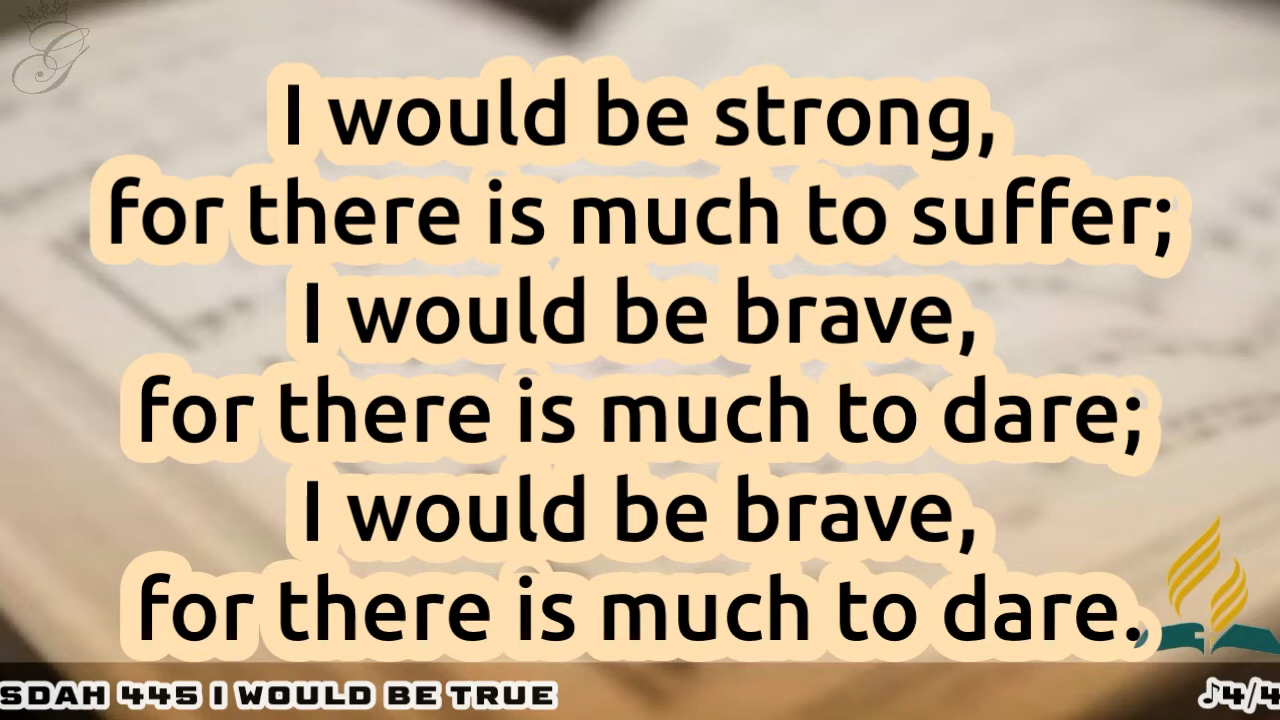 G
I would be strong,
for there is much to suffer;
I would be brave,
for there is much to dare;
I would be brave,
for there is much to dare.
SDAH 445 I WOULD BE TRUE
♪4/4